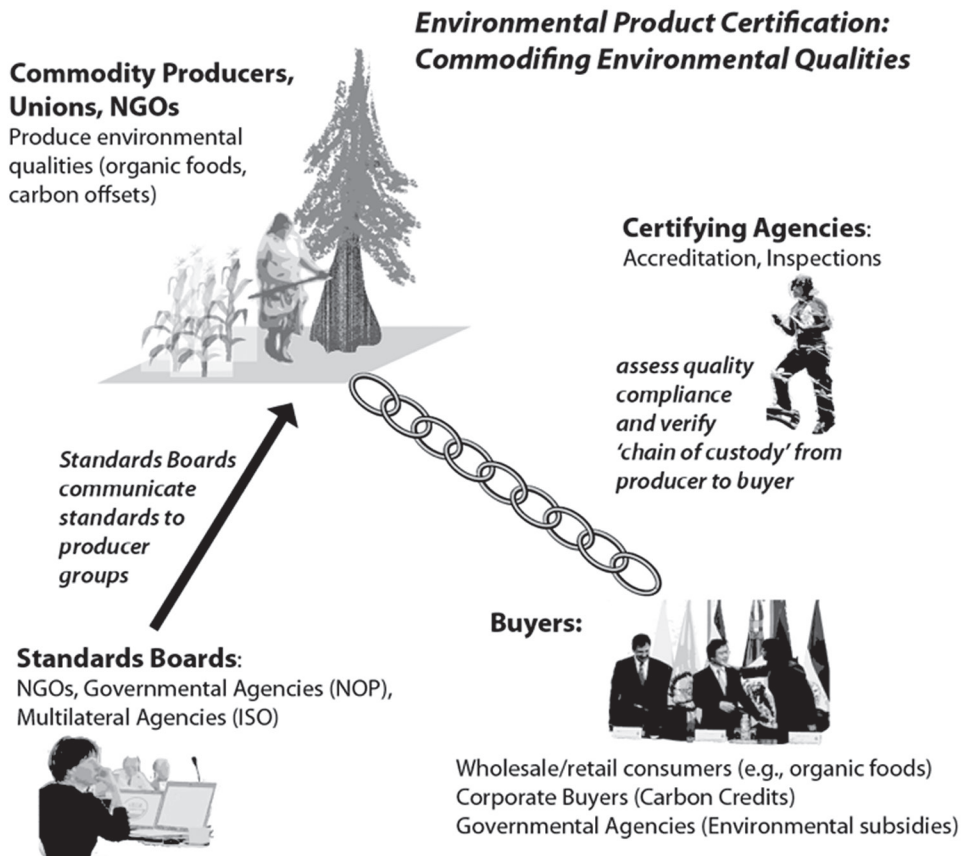 Environmental Product Certification:
Commodifing Environmental Qualities
Commodity Producers,
Unions, NGOs
Produce environmental
qualities (organic foods,
carbon offsets)
Certifying Agencies:
Accreditation, Inspections
assess quality
compliance
and verify
‘chain of custody’ from
producer to buyer
Standards Boards
communicate
standards to
producer
groups
Standards Boards:
NGOs, Governmental Agencies (NOP),
Multilateral Agencies (ISO)
Buyers:
Wholesale/retail consumers (e.g., organic foods)
Corporate Buyers (Carbon Credits)
Governmental Agencies (Environmental subsidies)